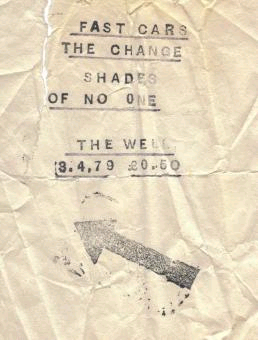 FAST CARS
THE CHANGE
SHADES
OF NO ONE
THE WELL
13.4,79 £0.50